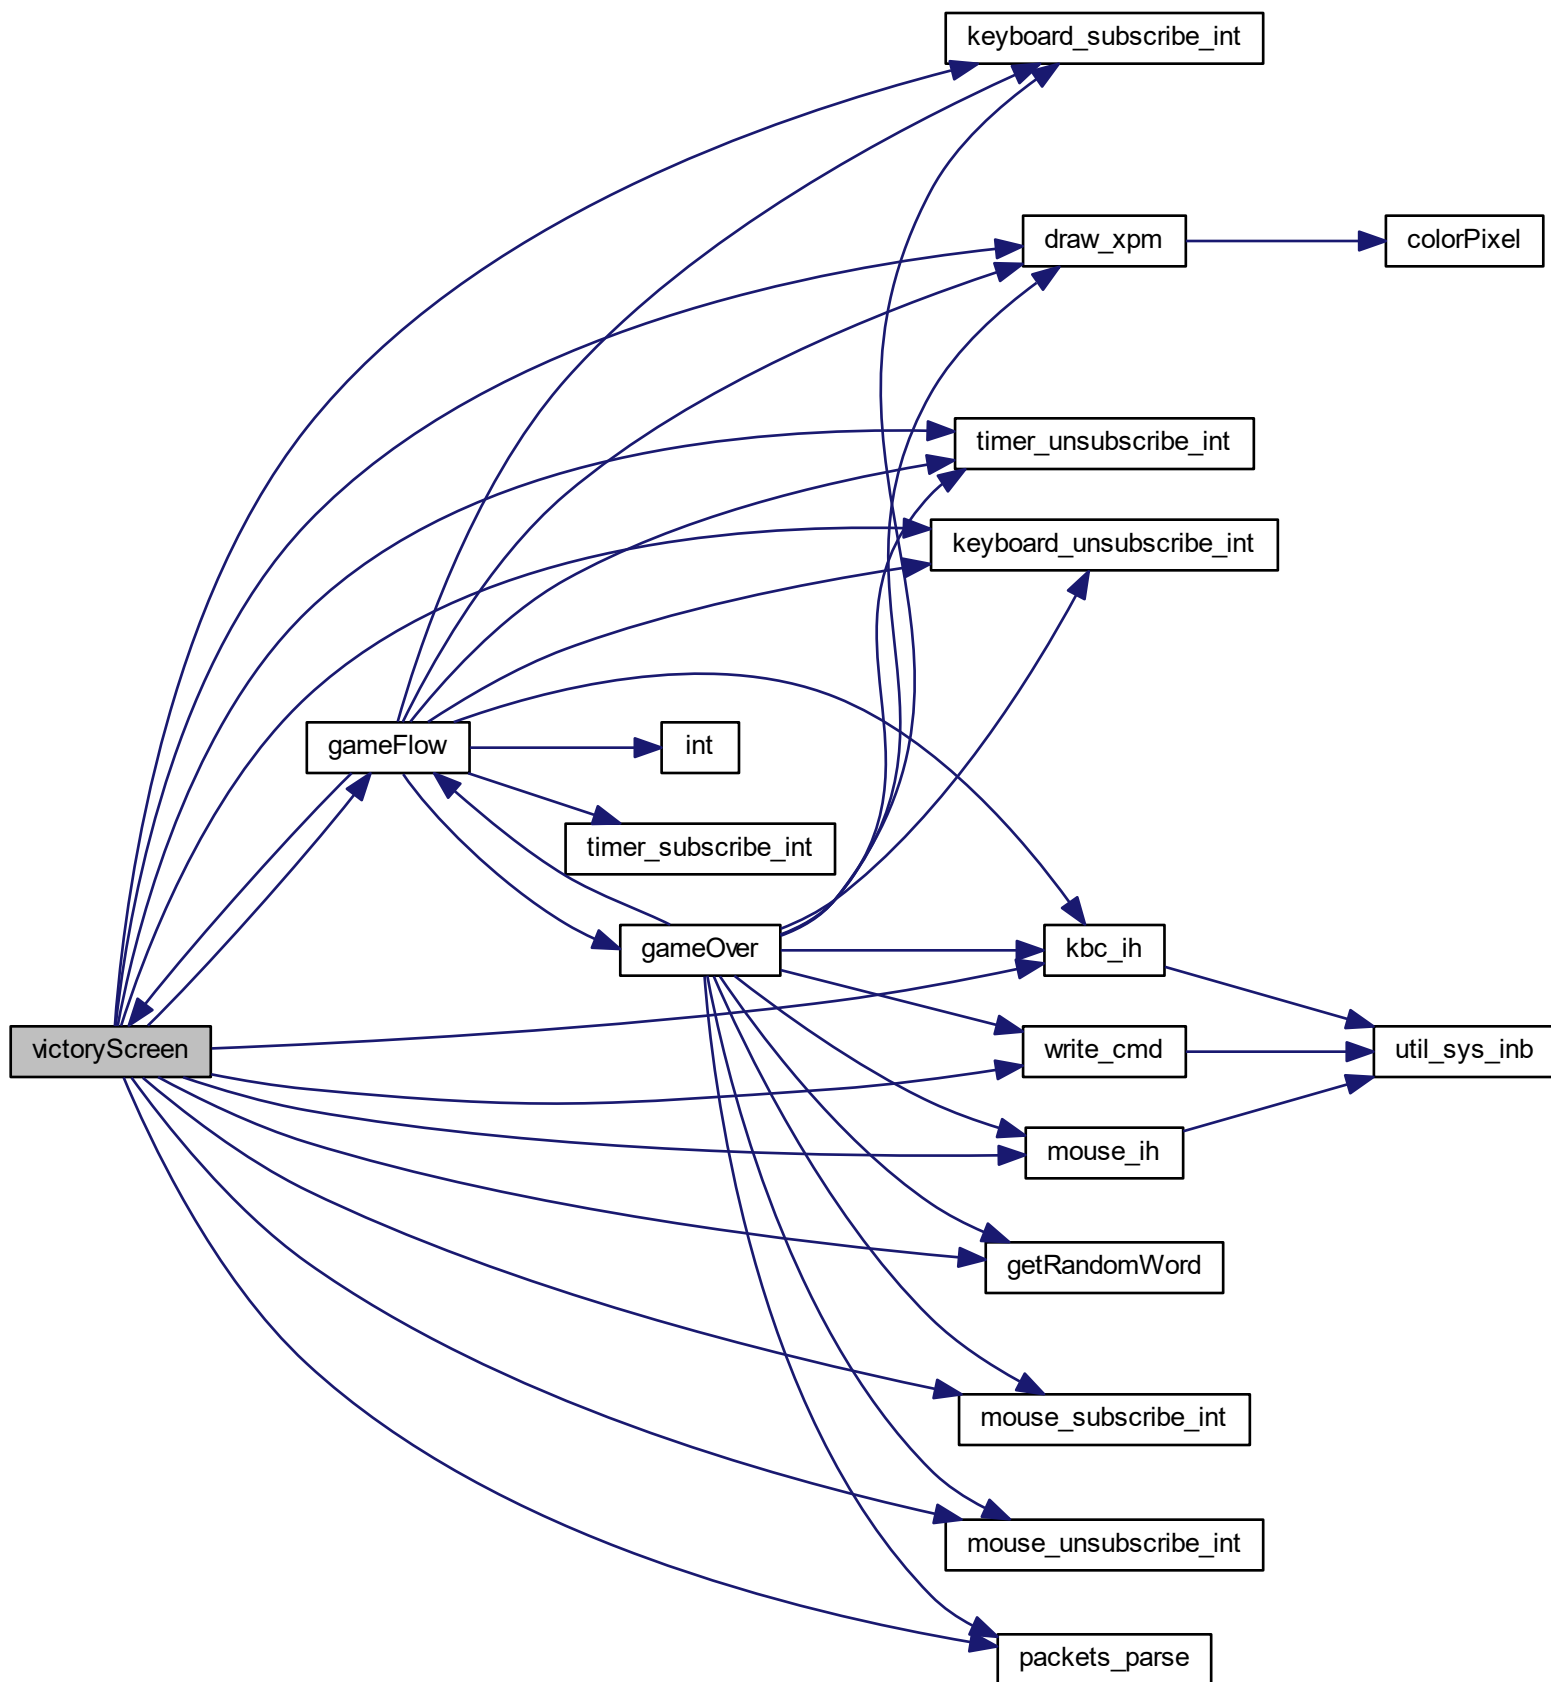 keyboard_subscribe_int
draw_xpm
colorPixel
timer_unsubscribe_int
keyboard_unsubscribe_int
gameFlow
int
timer_subscribe_int
gameOver
kbc_ih
victoryScreen
write_cmd
util_sys_inb
mouse_ih
getRandomWord
mouse_subscribe_int
mouse_unsubscribe_int
packets_parse